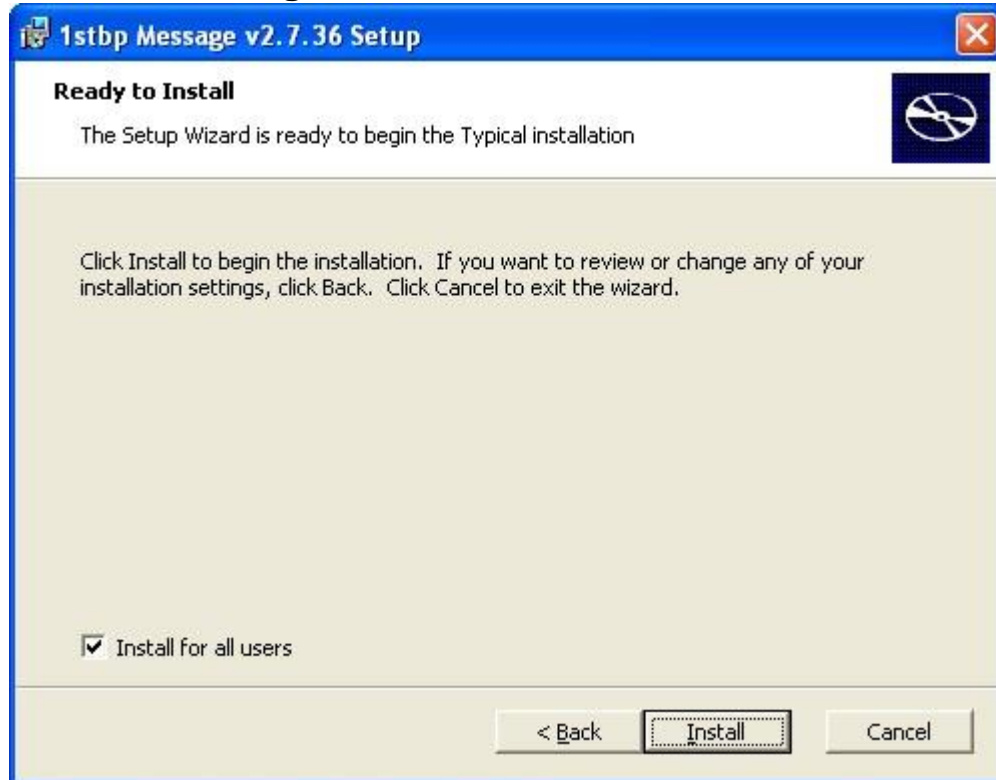 1stbp Message v2.7.36 Setup
Ready to Install
The Setup Wizard is ready to begin the Typical installation
Click Install to begin the installation.  If you want to review or change any of your
installation settings, click Back.  Click Cancel to exit the wizard.
Install for all users
< Back
Install
Cancel